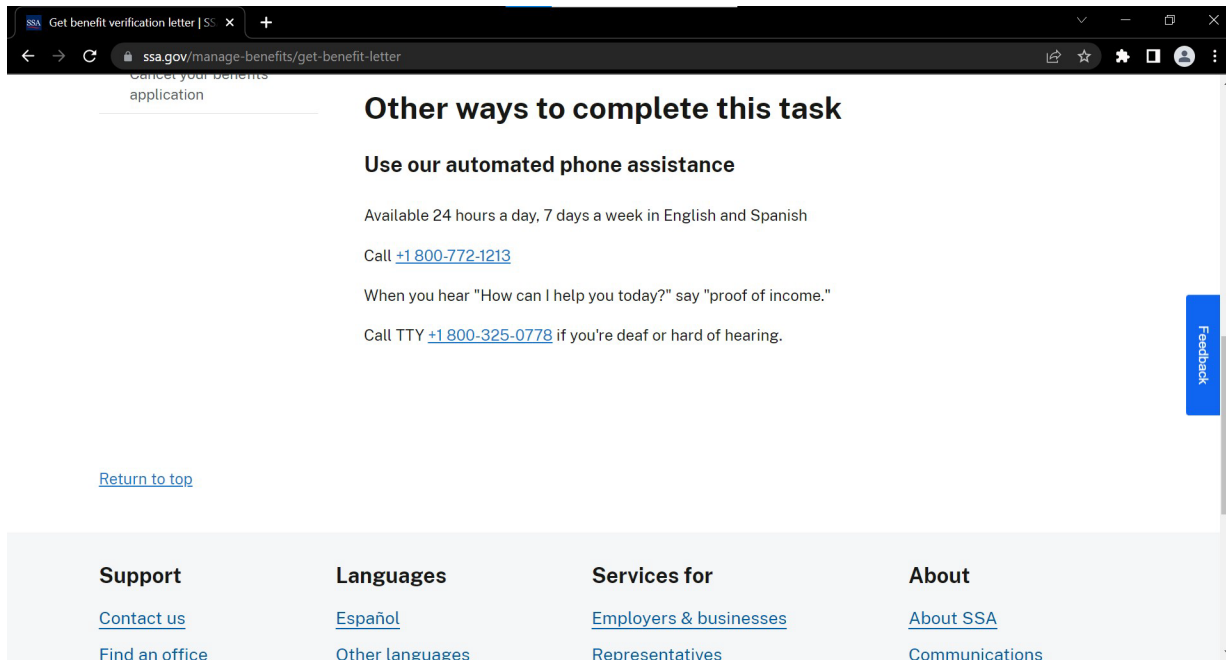 Get benefit verification letter | SS
ssa.gov/manage-benefits/get-benefit-letter
Cancel your benefits
application
Other ways to complete this task
Use our automated phone assistance
Available 24 hours a day, 7 days a week in English and Spanish
Call +1 800-772-1213
When you hear "How can I help you today?" say "proof of income."
Call TTY +1 800-325-0778 if you're deaf or hard of hearing.
Feedback
Return to top
Support Languages Services for About
Contact us Español Employers & businesses About SSA
Find an office Other languages Representatives Communications